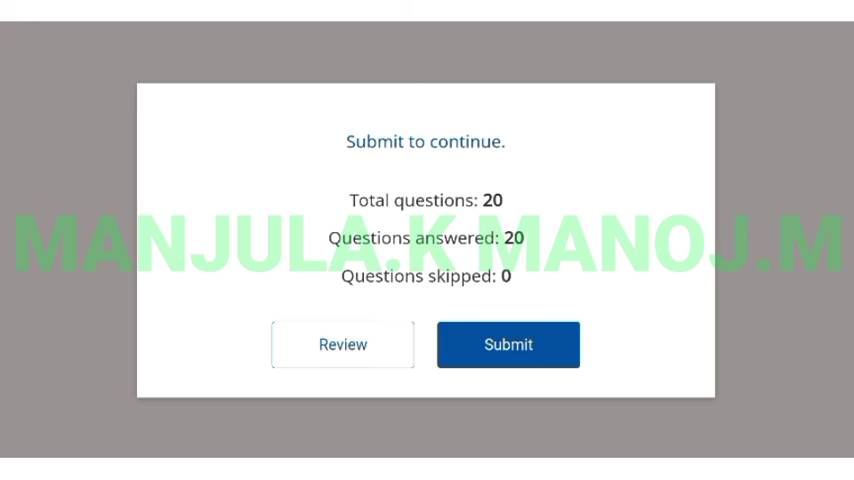 Submit to continue.
Total questions: 20
MANJULA.K MANOJ.M
Questions answered: 20
Questions skipped: 0
Review
Submit